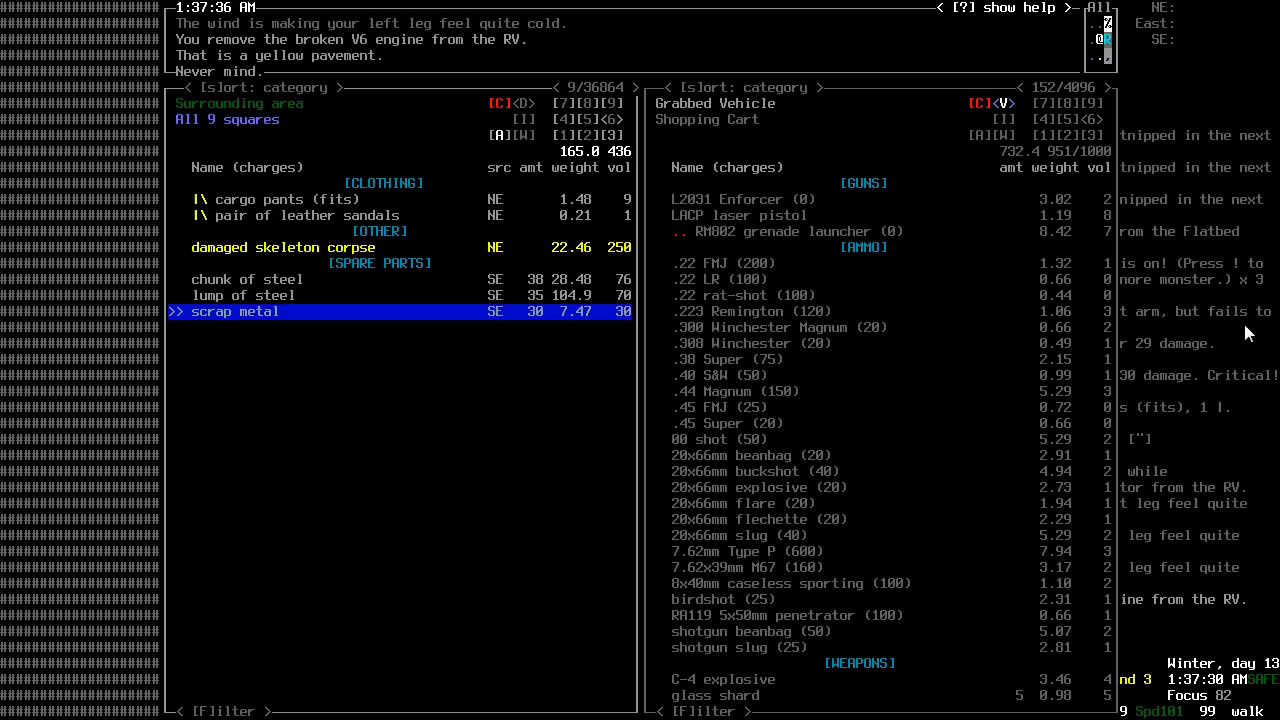 1:37:36 AM < [?] show help > All NE:
The wind is making your left leg feel quite cold. ..% East:
You remove the broken V6 engine from the RV. .@R SE:
That is a yellow pavement. ..,
Never mind.
< [s]ort: category > < 9/36864 > < [s]ort: category > < 152/4096 >
Surrounding area [C]<D> [7][8][9] Grabbed Vehicle [C]<V> [7][8][9]
All 9 squares [I] [4][5]<6> Shopping Cart [I] [4][5]<6>
[A][W] [1][2][3] [A][W] [1][2][3] tnipped in the next
165.0 436 732.4 951/1000
Name (charges) src amt weight vol Name (charges) amt weight vol tnipped in the next
[CLOTHING] [GUNS]
|\ cargo pants (fits) NE 1.48 9 L2031 Enforcer (0) 3.02 2 nipped in the next
|\ pair of leather sandals NE 0.21 1 LACP laser pistol 1.19 8
[OTHER] .. RM802 grenade launcher (0) 8.42 7 rom the Flatbed
damaged skeleton corpse NE 22.46 250 [AMMO]
[SPARE PARTS] .22 FMJ (200) 1.32 1 is on! (Press ! to
chunk of steel SE 38 28.48 76 .22 LR (100) 0.66 0 nore monster.) x 3
lump of steel SE 35 104.9 70 .22 rat-shot (100) 0.44 0
>> scrap metal SE 30 7.47 30 .223 Remington (120) 1.06 3 t arm, but fails to
.300 Winchester Magnum (20) 0.66 2
.308 Winchester (20) 0.49 1 r 29 damage.
.38 Super (75) 2.15 1
.40 S&W (50) 0.99 1 30 damage. Critical!
.44 Magnum (150) 5.29 3
.45 FMJ (25) 0.72 0 s (fits), 1 l.
.45 Super (20) 0.66 0
00 shot (50) 5.29 2 ["]
20x66mm beanbag (20) 2.91 1
20x66mm buckshot (40) 4.94 2 while
20x66mm explosive (20) 2.73 1 tor from the RV.
20x66mm flare (20) 1.94 1 t leg feel quite
20x66mm flechette (20) 2.29 1
20x66mm slug (40) 5.29 2 leg feel quite
7.62mm Type P (600) 7.94 3
7.62x39mm M67 (160) 3.17 2 leg feel quite
8x40mm caseless sporting (100) 1.10 2
birdshot (25) 2.31 1 ine from the RV.
RA119 5x50mm penetrator (100) 0.66 1
shotgun beanbag (50) 5.07 2
shotgun slug (25) 2.81 1
[WEAPONS] Winter, day 13
C-4 explosive 3.46 4 nd 3 1:37:30 AM SAFE
glass shard 5 0.98 5 Focus 82
< [F]ilter > < [F]ilter > 9 Spd101 99 walk